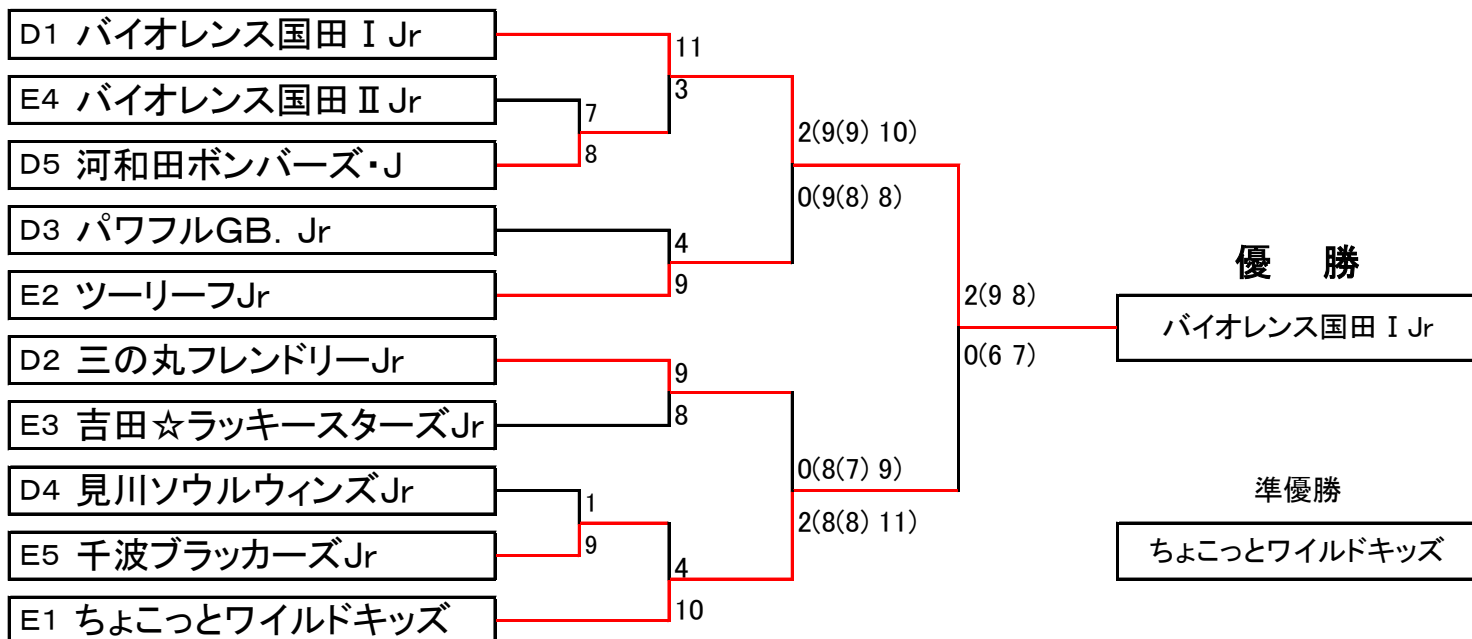 D1 バイオレンス国田Ⅰ Jr
11
3
E4 バイオレンス国田Ⅱ Jr
7
8
D5 河和田ボンバーズ・J
2(9(9) 10)
0(9(8) 8)
D3 パワフルGB. Jr
4
9
E2 ツーリーフJr
優 勝
2(9 8)
0(6 7)
バイオレンス国田Ⅰ Jr
D2 三の丸フレンドリーJr
9
8
E3 吉田☆ラッキースターズJr
0(8(7) 9)
2(8(8) 11)
D4 見川ソウルウィンズJr
1
9
E5 千波ブラッカーズJr
4
10
E1 ちょこっとワイルドキッズ
準優勝
ちょこっとワイルドキッズ